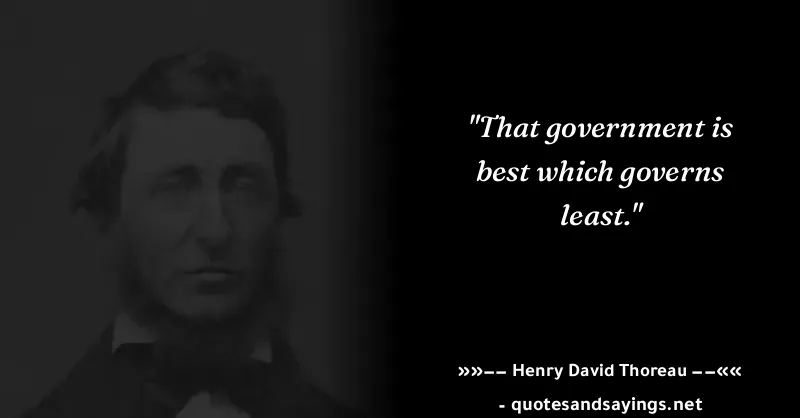 "That government is
best which governs
least."
»»−− Henry David Thoreau −−««
- quotesandsayings.net